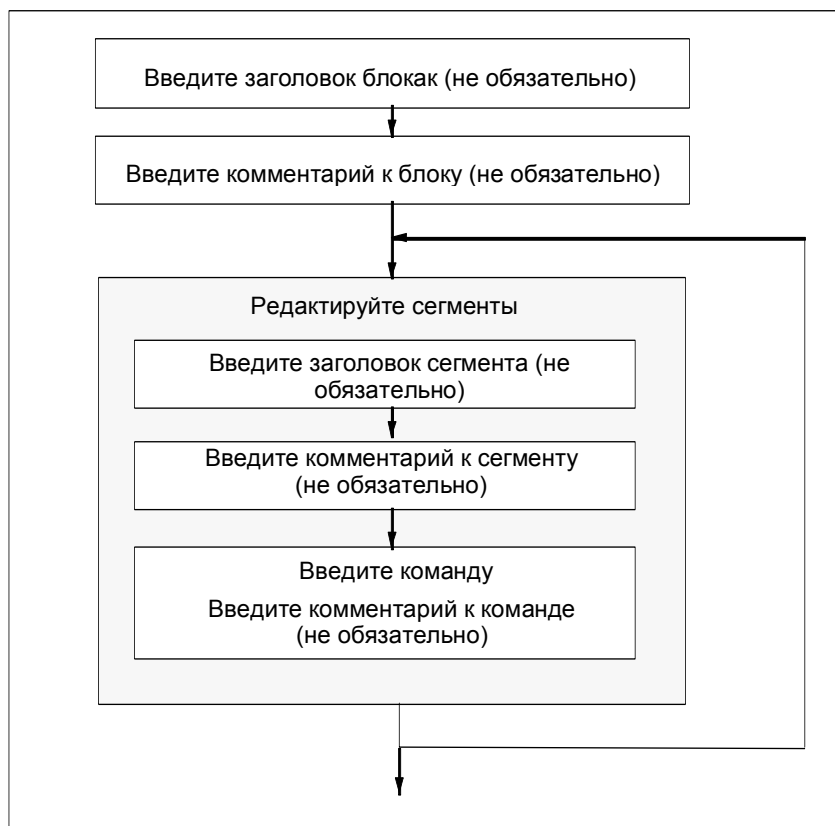 Введите заголовок блокак (не обязательно)
Введите комментарий к блоку (не обязательно)
Редактируйте сегменты
Введите заголовок сегмента (не
обязательно)
Введите комментарий к сегменту
(не обязательно)
Введите команду
Введите комментарий к команде
(не обязательно)